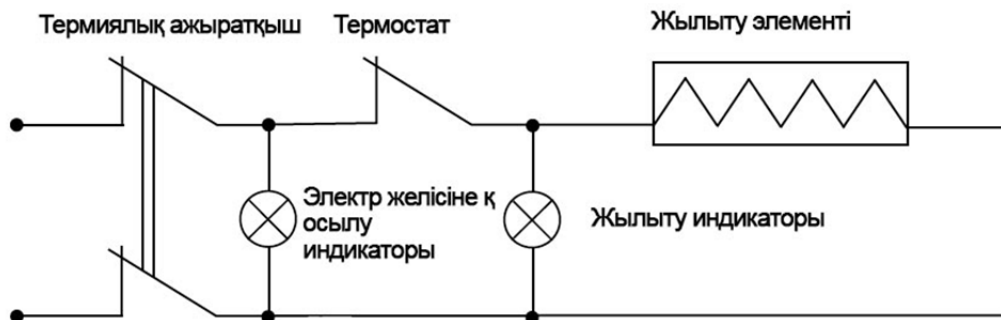 Термиялық ажыратқыш
Термостат
Жылыту элементі
Электр желісіне қ
осылу
индикаторы
Жылыту индикаторы